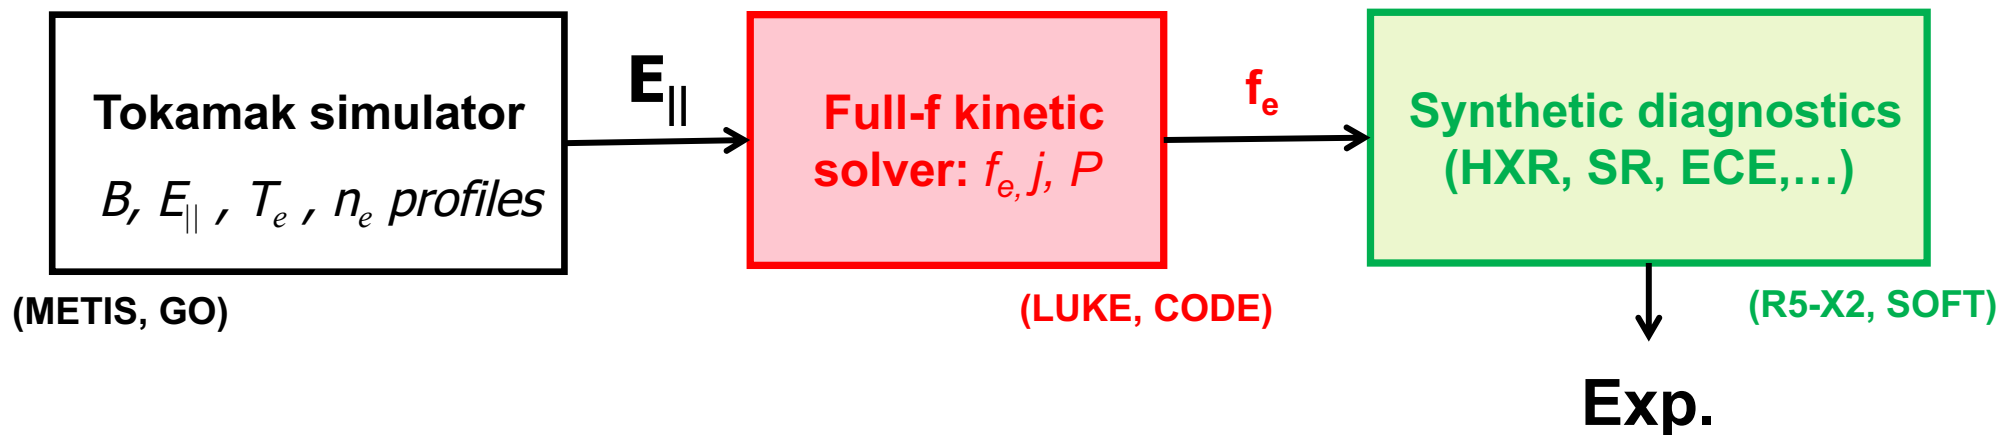 Tokamak simulator
B, E|| , Te , ne profiles
(METIS, GO)
E||
Full-f kinetic
solver: fe, j, P
(LUKE, CODE)
fe
Synthetic diagnostics
(HXR, SR, ECE,…)
(R5-X2, SOFT)
Exp.